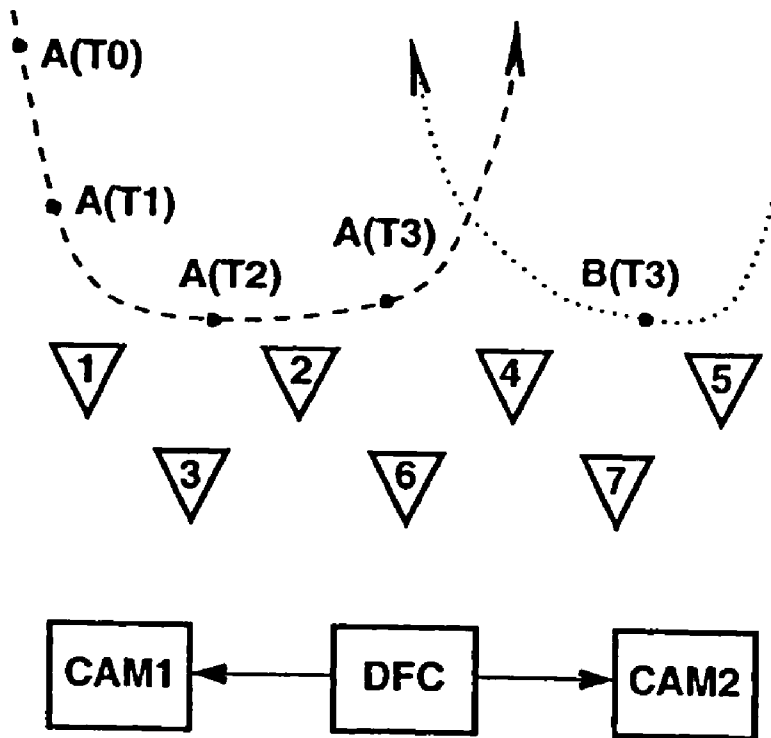 A(T0)
A(T1)
A(T3)
A(T2)
B(T3)
1
2
4
5
3
6
7
CAM1
DFC
CAM2